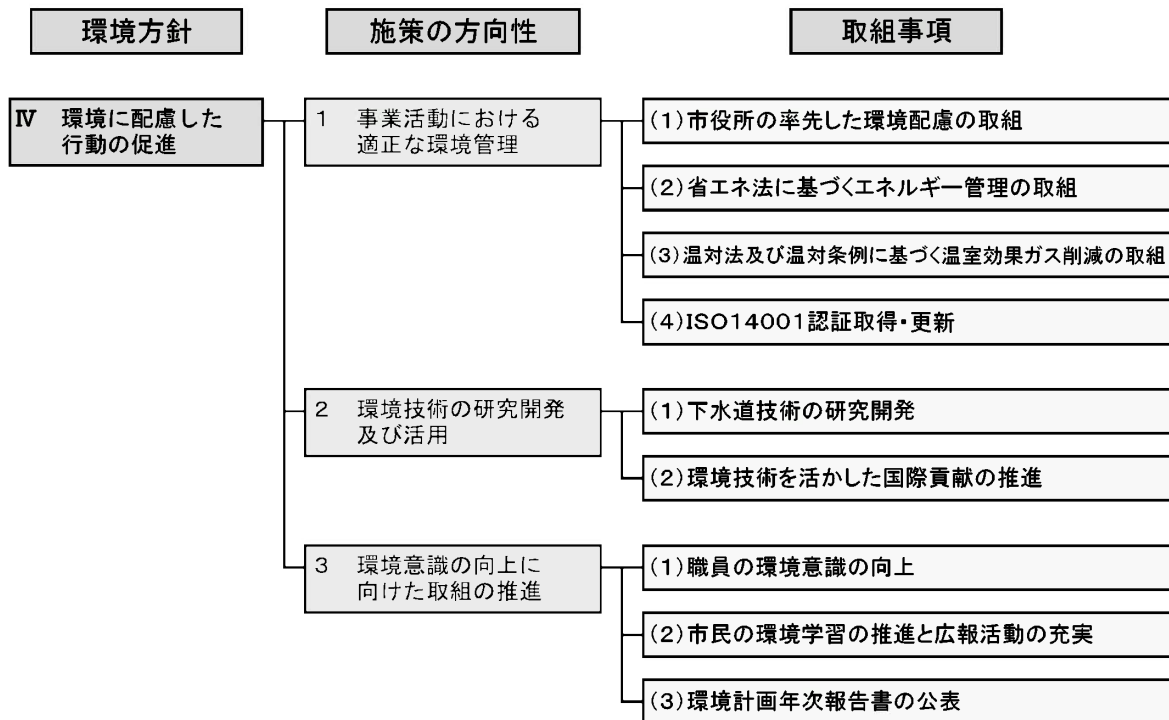 環境方針
施策の方向性
取組事項
Ⅳ 環境に配慮した
行動の促進
1 事業活動における
適正な環境管理
(1)市役所の率先した環境配慮の取組
(2)省エネ法に基づくエネルギー管理の取組
(3)温対法及び温対条例に基づく温室効果ガス削減の取組
(4)ISO14001認証取得・更新
2 環境技術の研究開発
及び活用
(1)下水道技術の研究開発
(2)環境技術を活かした国際貢献の推進
3 環境意識の向上に
向けた取組の推進
(1)職員の環境意識の向上
(2)市民の環境学習の推進と広報活動の充実
(3)環境計画年次報告書の公表